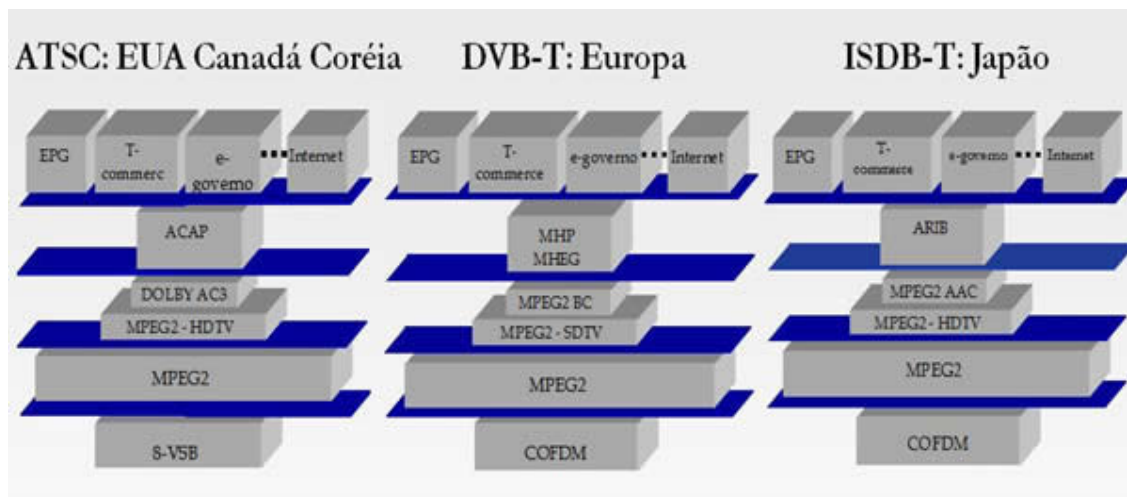 ATSC: EUA Canadá Coréia
EPG
T-
commerc
e-
governo
Internet
ACAP
DOLBY AC3
MPEG2 - HDTV
MPEG2
8-VSB
DVB-T: Europa
EPG
T-
commerce
e-governo
Internet
MHP
MHEG
MPEG2 BC
MPEG2 - SDTV
MPEG2
COFDM
ISDB-T: Japão
EPG
T-
commerce
e-governo
Internet
ARIB
MPEG2 AAC
MPEG2 - HDTV
MPEG2
COFDM